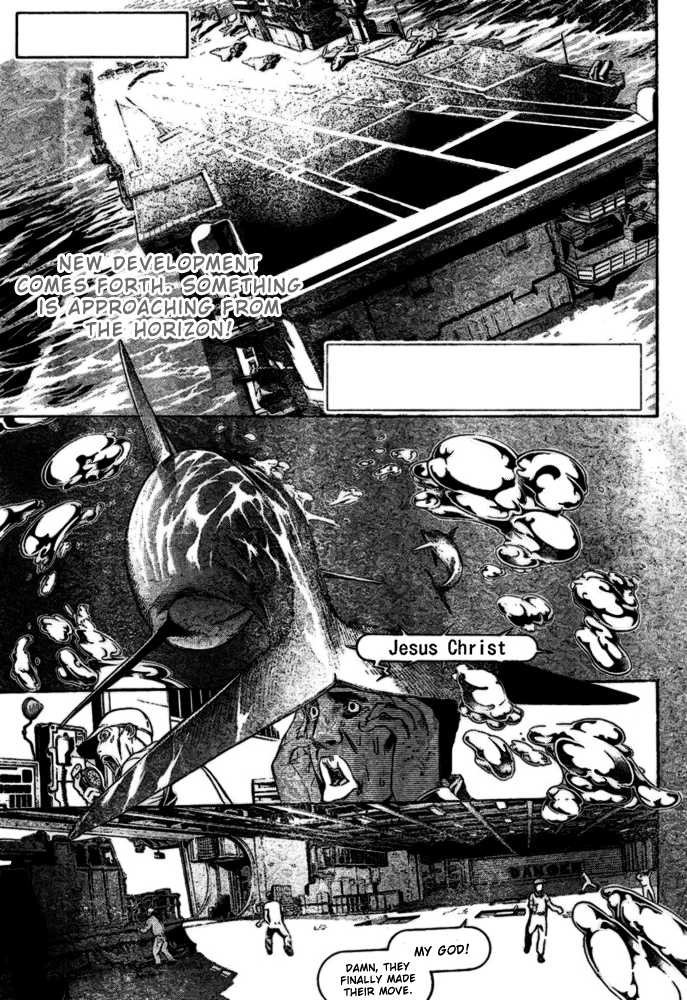 NEW DEVELOPMENT
COMES FORTH. SOMETHING
IS APPROACHING FROM
THE HORIZON!
Jesus Christ
MY GOD!
DAMN, THEY
FINALLY MADE
THEIR MOVE.